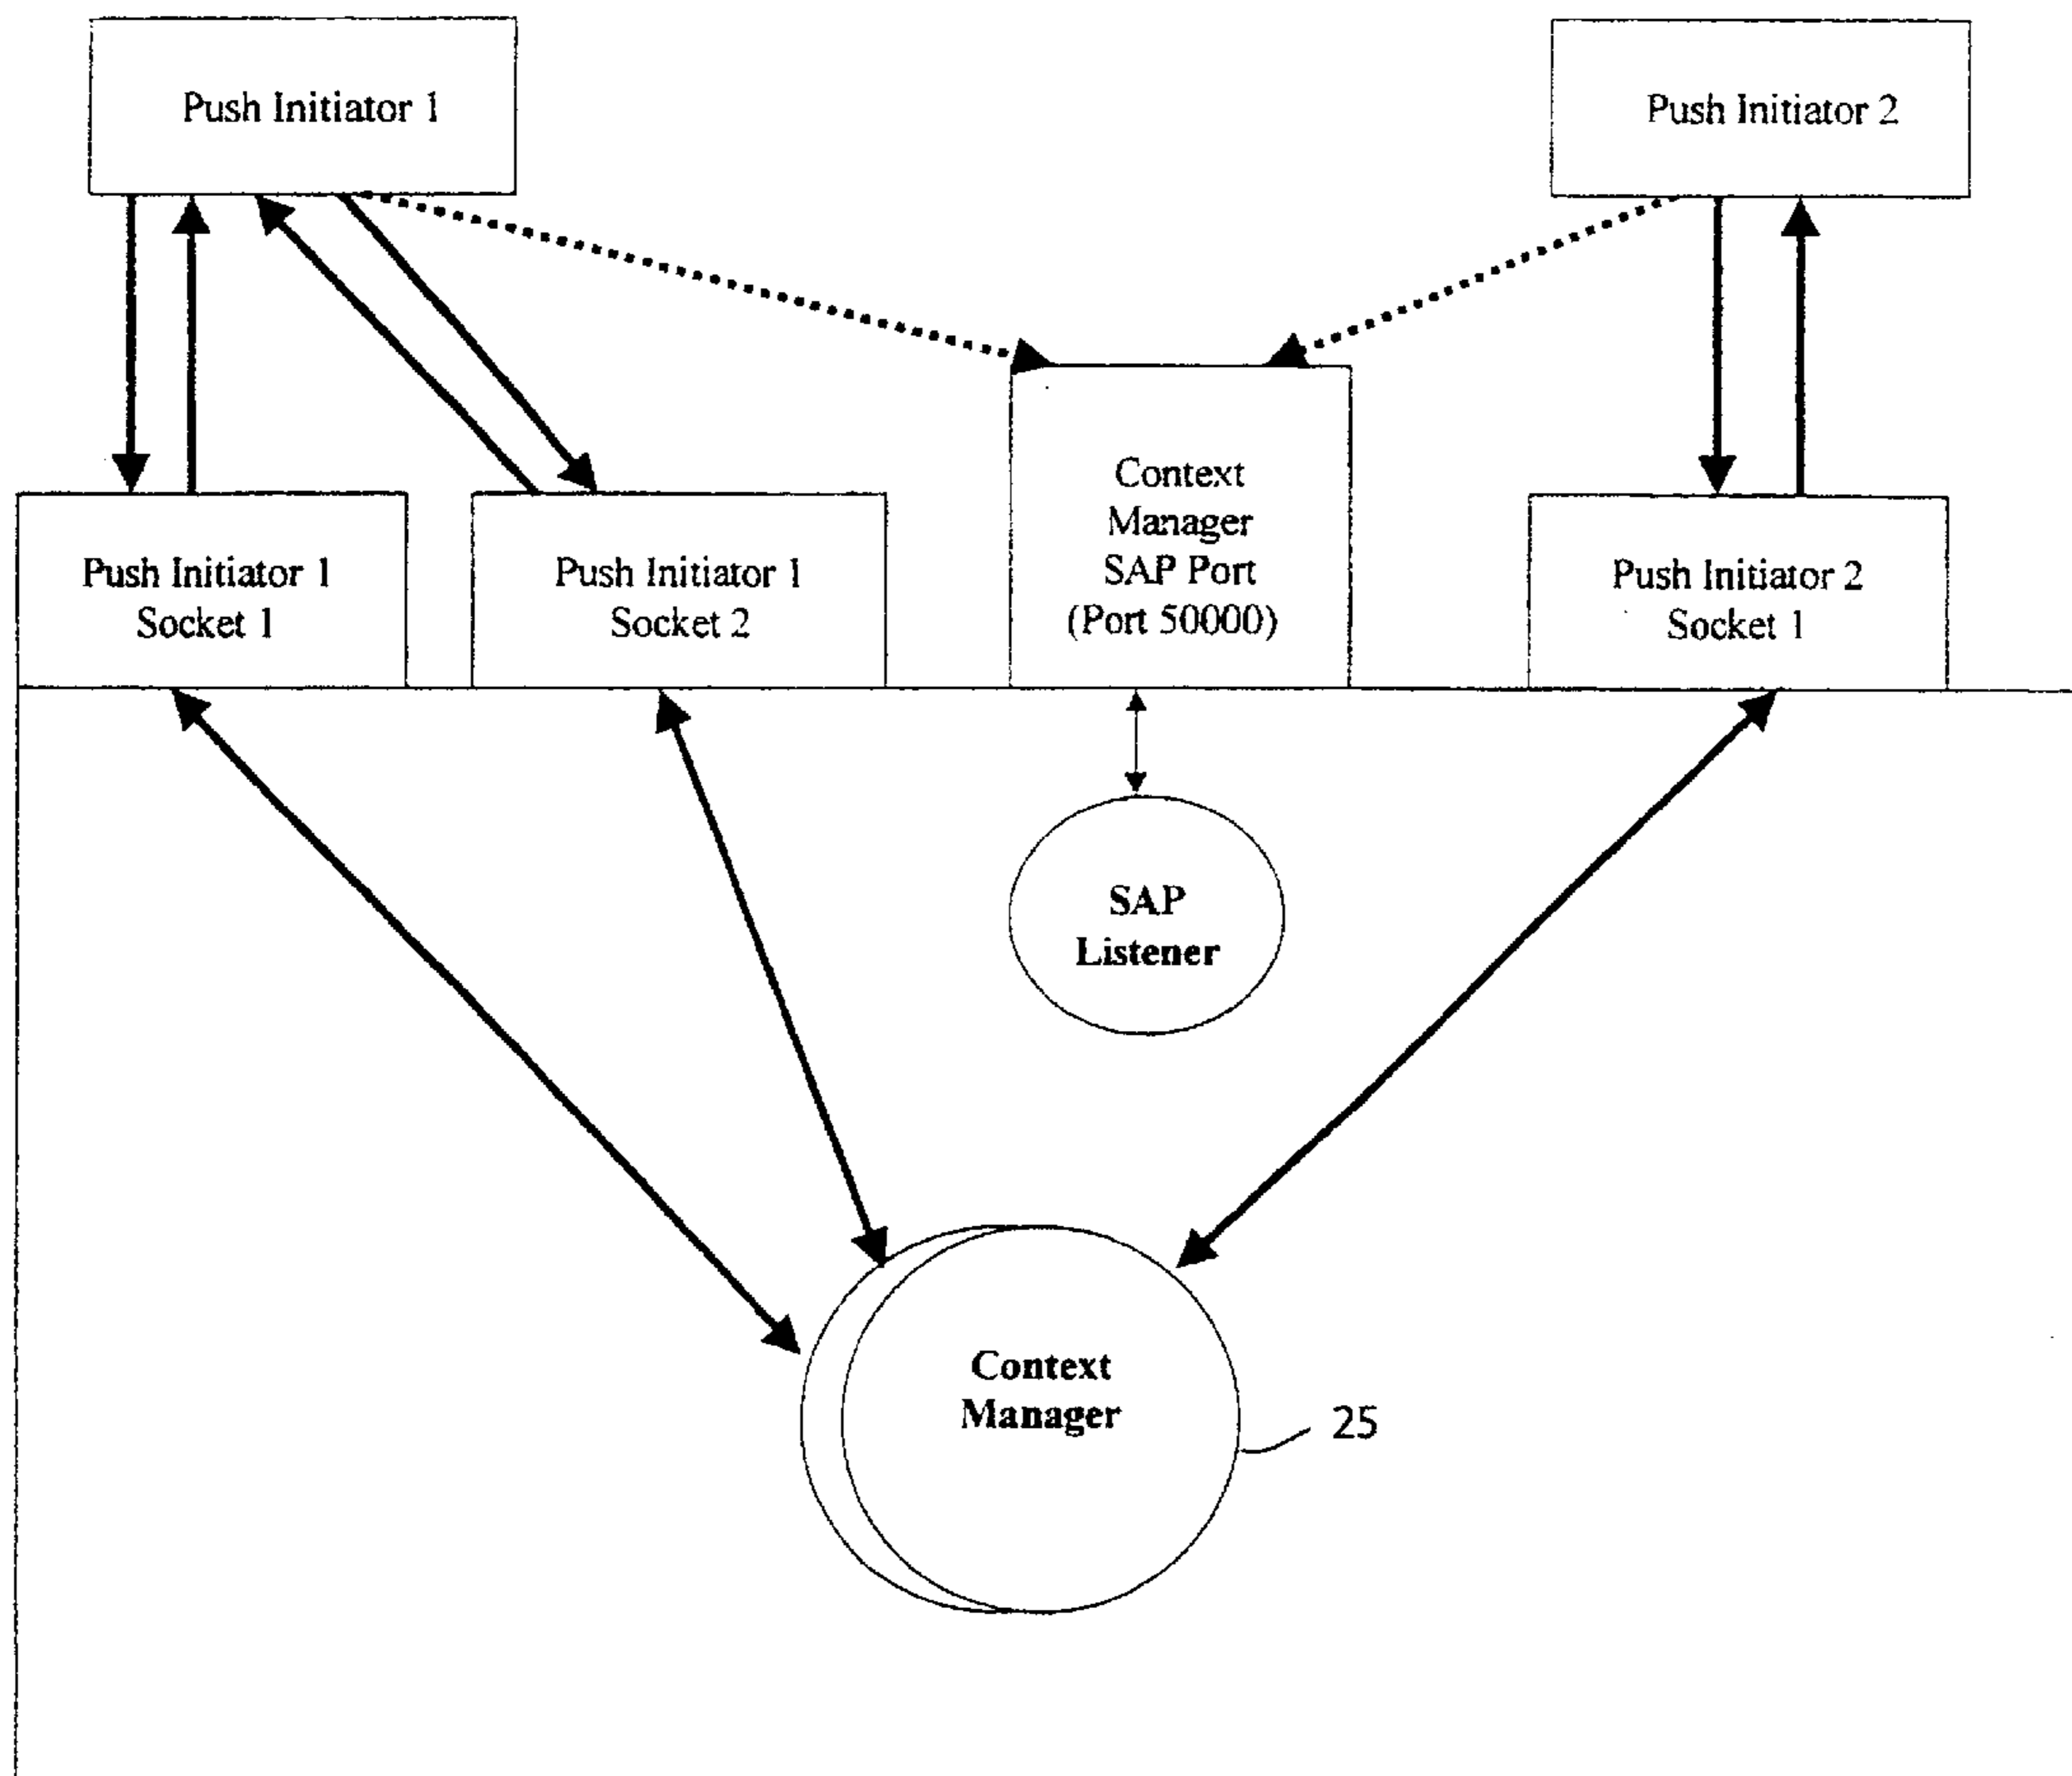 Push Initiator 1
Push Initiator 2
Push Initiator 1
Socket 1
Push Initiator 1
Socket 2
Context
Manager
SAP Port
(Port 50000)
Push Initiator 2
Socket 1
SAP
Listener
Context
Manager
25